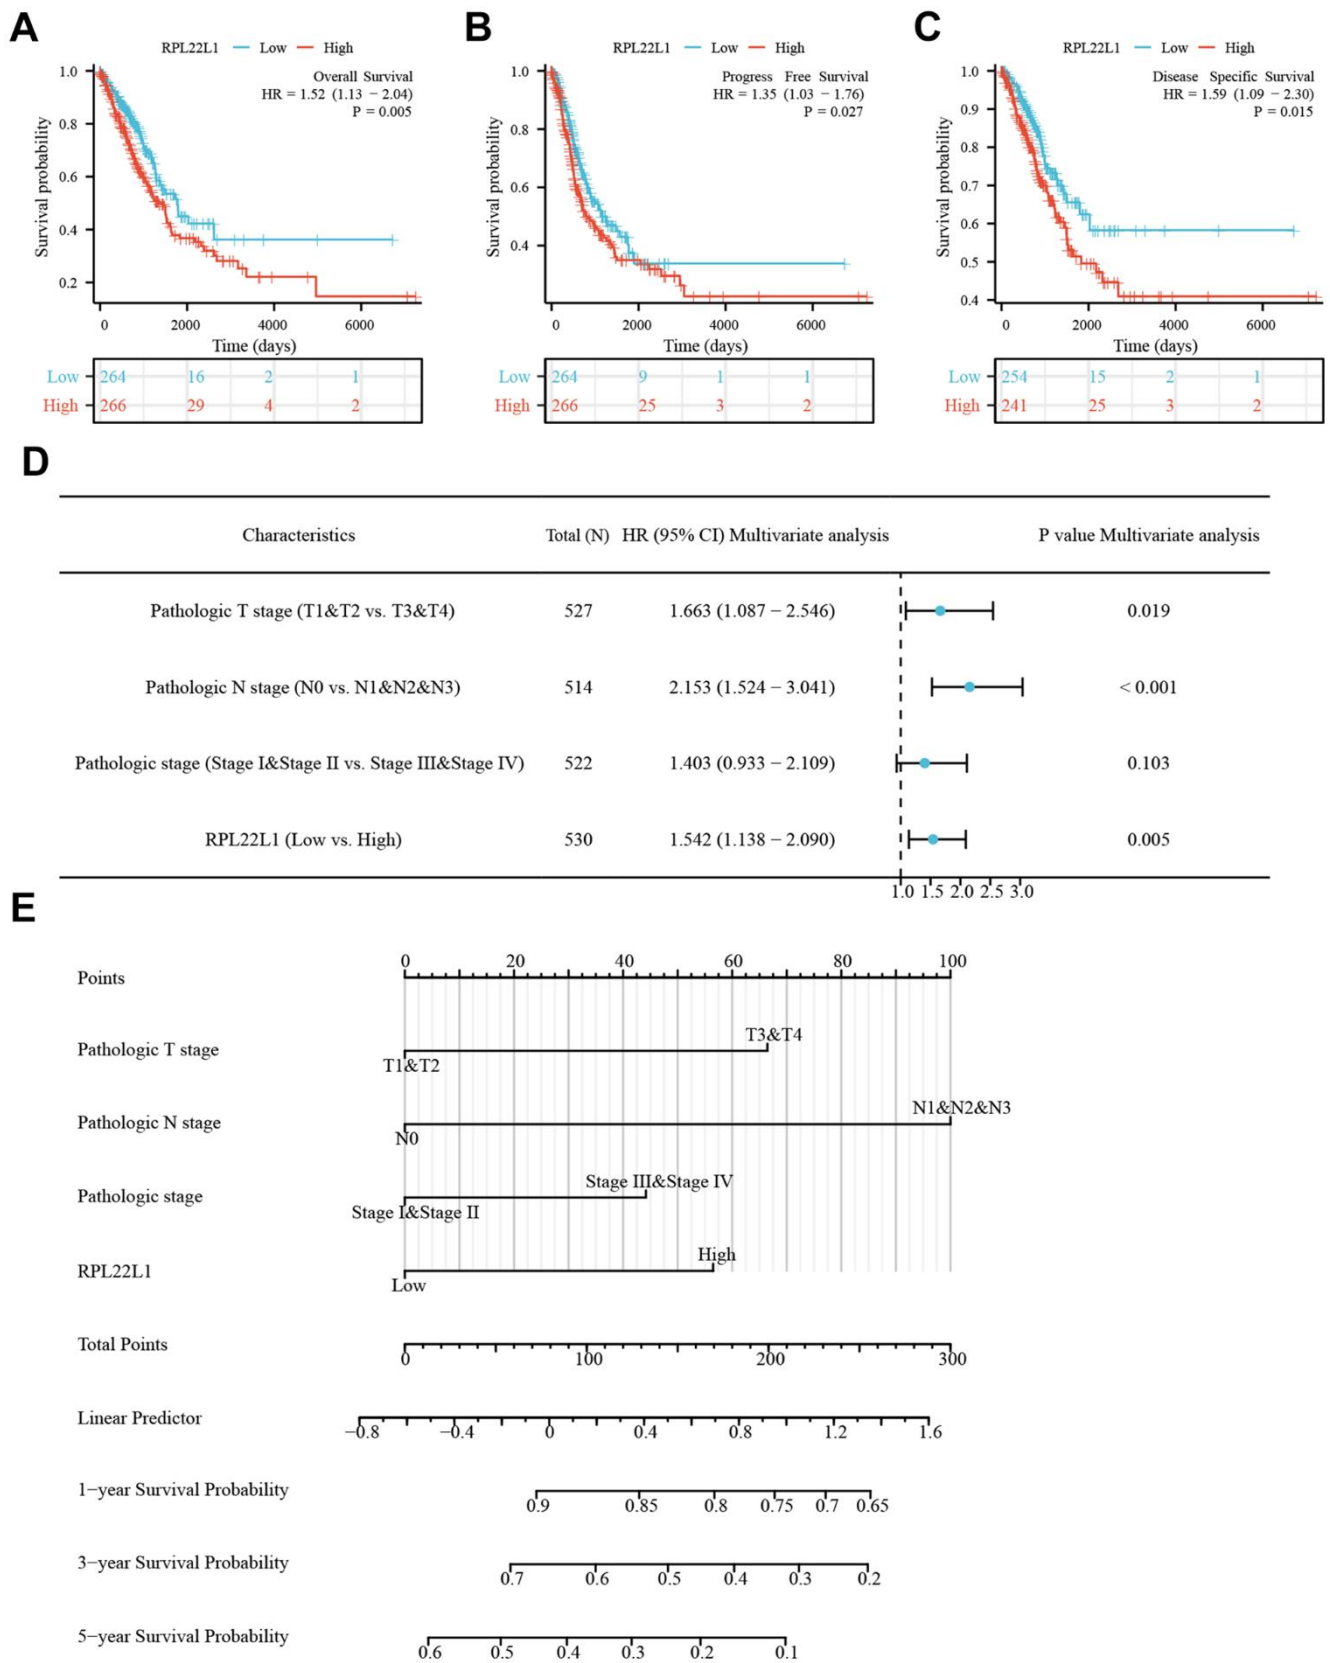 A
RPL22L1 Low High
Overall Survival
HR = 1.52 (1.13 − 2.04)
P = 0.005
Survival probability
1.0
0.8
0.6
0.4
0.2
0 2000 4000 6000
Time (days)
Low 264 16 2 1
High 266 29 4 2
B
RPL22L1 Low High
Progress Free Survival
HR = 1.35 (1.03 − 1.76)
P = 0.027
Survival probability
1.0
0.8
0.6
0.4
0 2000 4000 6000
Time (days)
Low 264 9 1 1
High 266 25 3 2
C
RPL22L1 Low High
Disease Specific Survival
HR = 1.59 (1.09 − 2.30)
P = 0.015
Survival probability
1.0
0.9
0.8
0.7
0.6
0.5
0.4
0 2000 4000 6000
Time (days)
Low 254 15 2 1
High 241 25 3 2
D
Characteristics Total (N) HR (95% CI) Multivariate analysis P value Multivariate analysis
Pathologic T stage (T1&T2 vs. T3&T4) 527 1.663 (1.087 − 2.546) 0.019
Pathologic N stage (N0 vs. N1&N2&N3) 514 2.153 (1.524 − 3.041) < 0.001
Pathologic stage (Stage I&Stage II vs. Stage III&Stage IV) 522 1.403 (0.933 − 2.109) 0.103
RPL22L1 (Low vs. High) 530 1.542 (1.138 − 2.090) 0.005
1.0 1.5 2.0 2.5 3.0
E
Points 0 20 40 60 80 100
Pathologic T stage T3&T4
T1&T2
Pathologic N stage N1&N2&N3
N0
Pathologic stage Stage III&Stage IV
Stage I&Stage II
RPL22L1 High
Low
Total Points
0 100 200 300
Linear Predictor
−0.8 −0.4 0 0.4 0.8 1.2 1.6
1−year Survival Probability
0.9 0.85 0.8 0.75 0.7 0.65
3−year Survival Probability
0.7 0.6 0.5 0.4 0.3 0.2
5−year Survival Probability
0.6 0.5 0.4 0.3 0.2 0.1